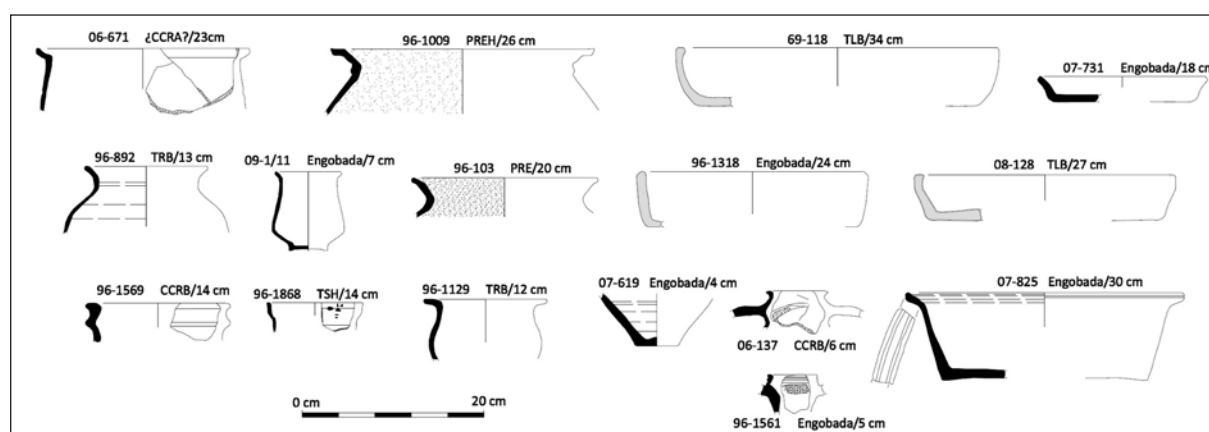 06-671 ¿CCRA?/23cm
96-1009 PREH/26 cm
69-118 TLB/34 cm
07-731 Engobada/18 cm
96-892 TRB/13 cm
09-1/11 Engobada/7 cm
96-103 PRE/20 cm
96-1318 Engobada/24 cm
08-128 TLB/27 cm
96-1569 CCRB/14 cm
96-1868 TSH/14 cm
96-1129 TRB/12 cm
07-619 Engobada/4 cm
06-137 CCRB/6 cm
07-825 Engobada/30 cm
96-1561 Engobada/5 cm
0 cm 20 cm